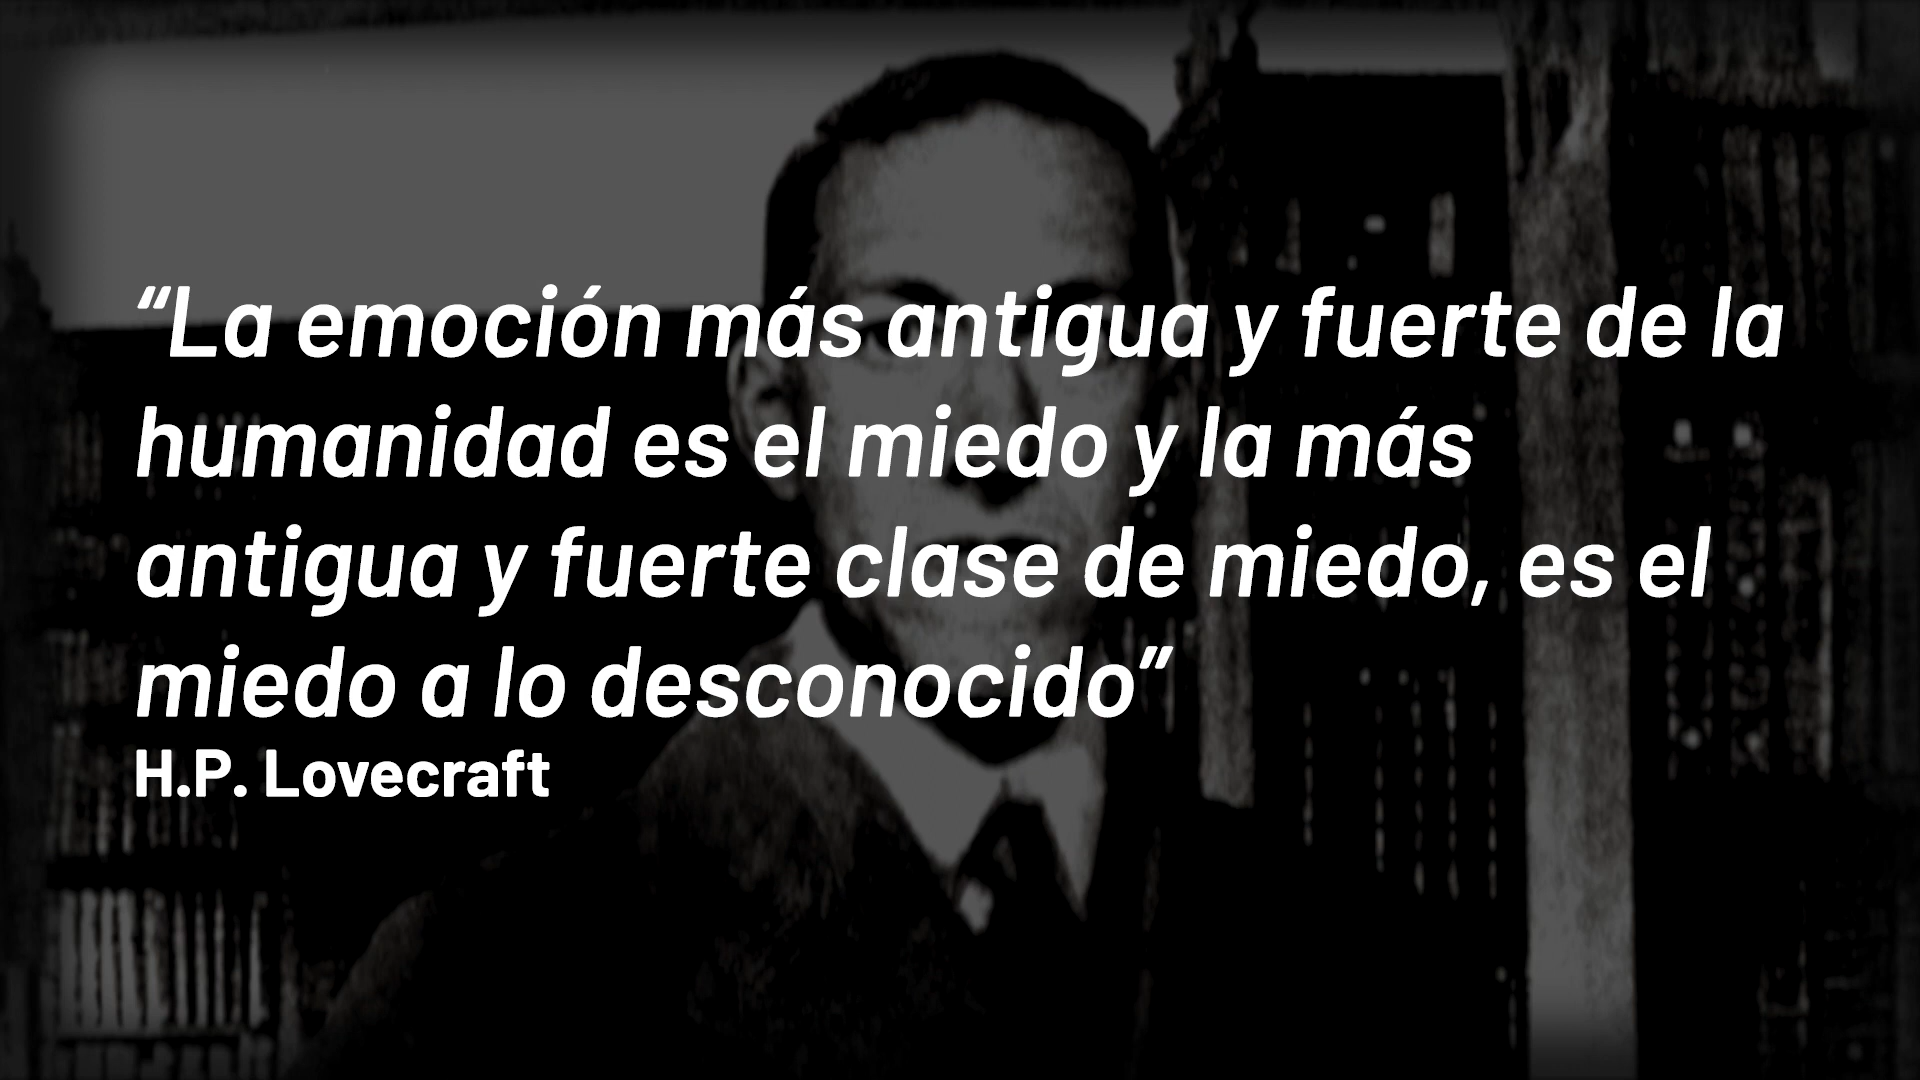 “La emoción más antigua y fuerte de la
humanidad es el miedo y la más
antigua y fuerte clase de miedo, es el
miedo a lo desconocido”
H.P. Lovecraft